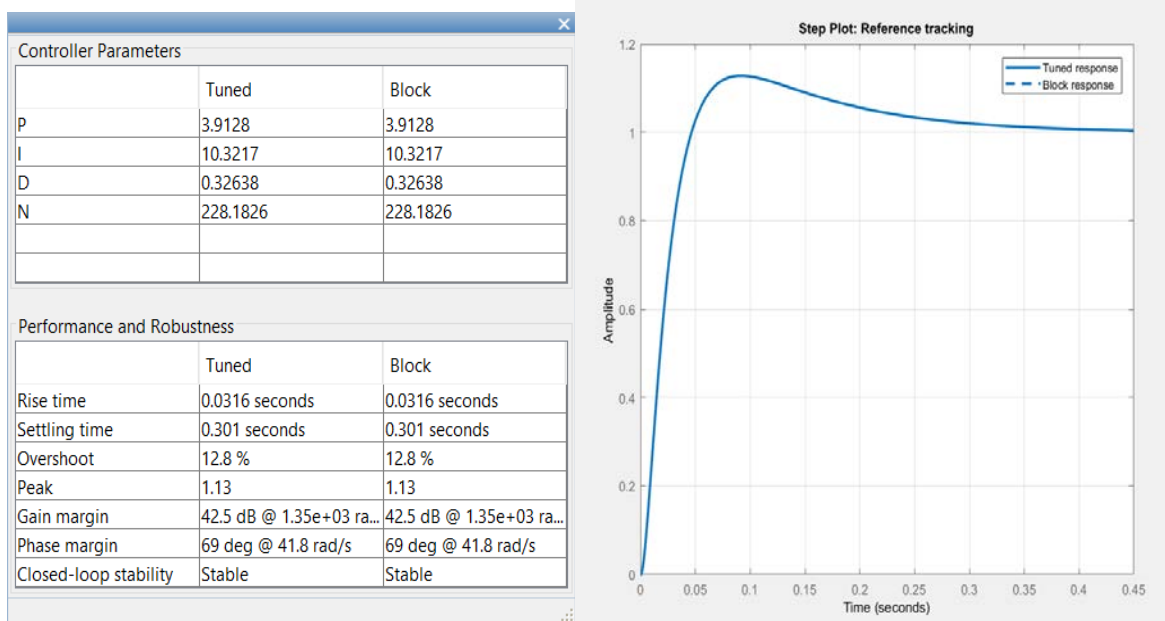 Controller Parameters
Tuned Block
P 3.9128 3.9128
I 10.3217 10.3217
D 0.32638 0.32638
N 228.1826 228.1826
Performance and Robustness
Tuned Block
Rise time 0.0316 seconds 0.0316 seconds
Settling time 0.301 seconds 0.301 seconds
Overshoot 12.8 % 12.8 %
Peak 1.13 1.13
Gain margin 42.5 dB @ 1.35e+03 ra... 42.5 dB @ 1.35e+03 ra...
Phase margin 69 deg @ 41.8 rad/s 69 deg @ 41.8 rad/s
Closed-loop stability Stable Stable
Step Plot: Reference tracking
Tuned response
Block response
Amplitude
1.2
1
0.8
0.6
0.4
0.2
0
0 0.05 0.1 0.15 0.2 0.25 0.3 0.35 0.4 0.45
Time (seconds)